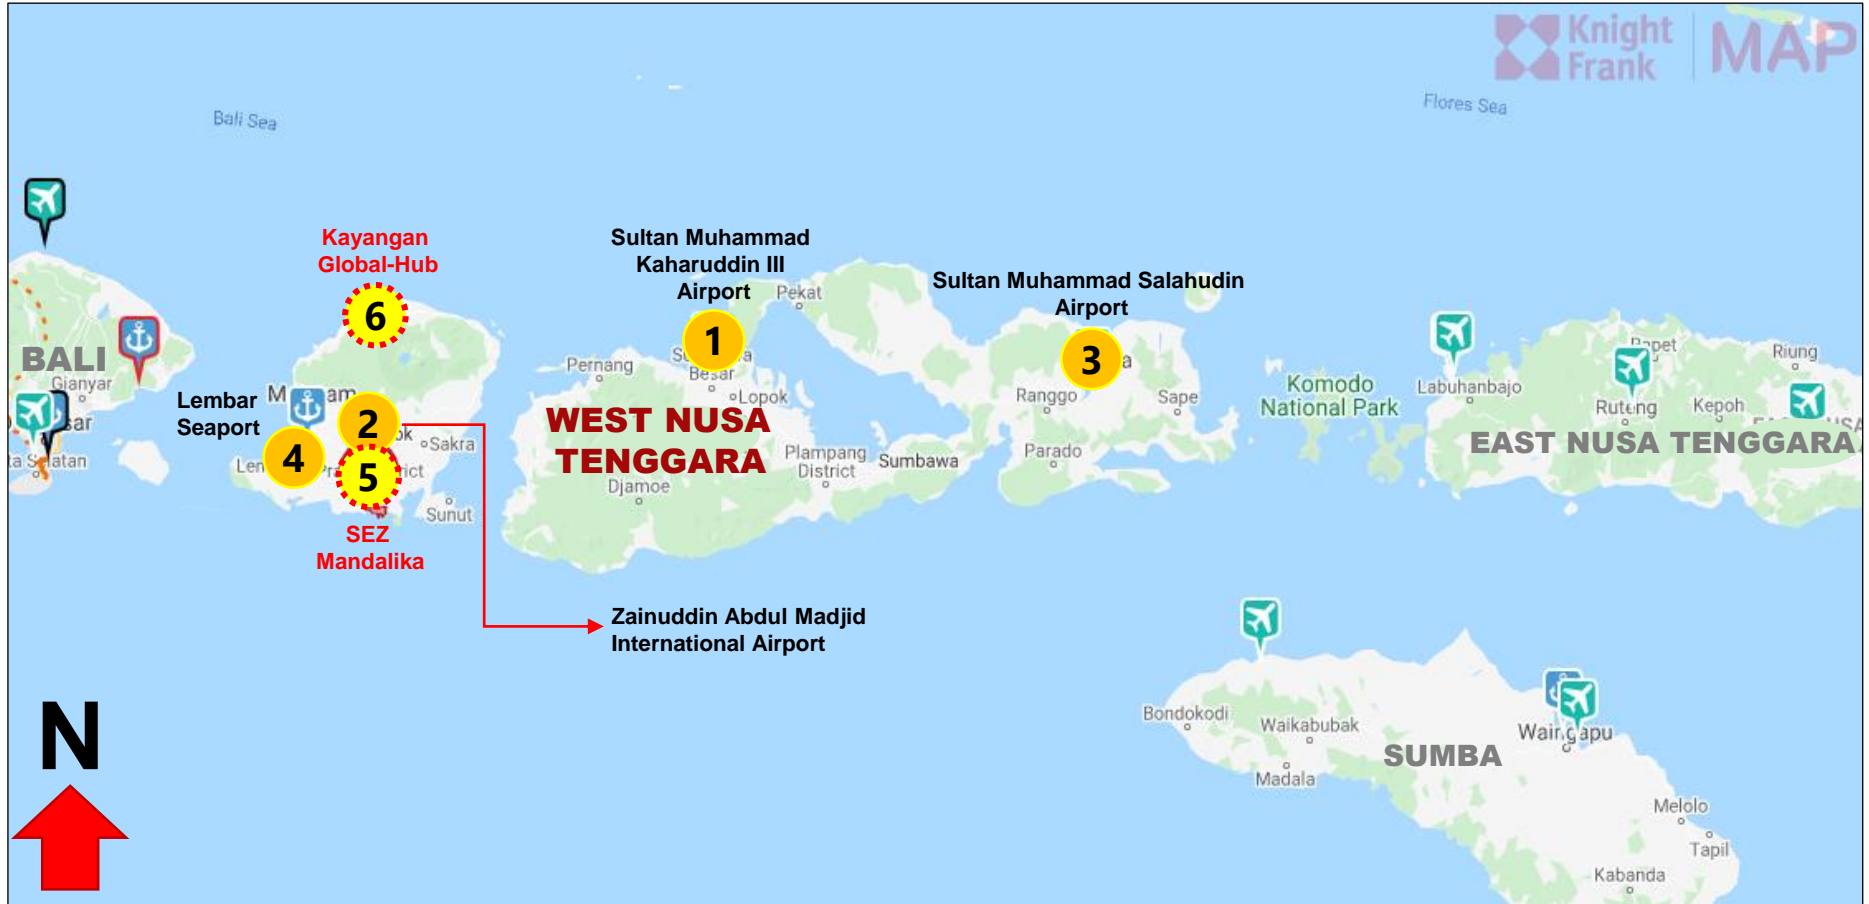 Knight
Frank
MAP
Bali Sea
Flores Sea
Kayangan
Global-Hub
6
Sultan Muhammad
Kaharuddin III
Airport
Pekat
Sultan Muhammad Salahudin
Airport
1
3
BALI
Gianyar
Pernang
Besar
Lopok
Ranggo
Sape
Komodo
National Park
Labuhanbajo
Riung
Ruteng
Kepoh
Lembar
Seaport
2
4
5
Sakra
Sunut
WEST NUSA
TENGGARA
Djamoe
Plampang
District
Sumbawa
Parado
EAST NUSA TENGGARA
SEZ
Mandalika
Zainuddin Abdul Madjid
International Airport
N
Bondokodi
Waikabubak
Madala
SUMBA
Waingapu
Melolo
Tapil
Kabanda